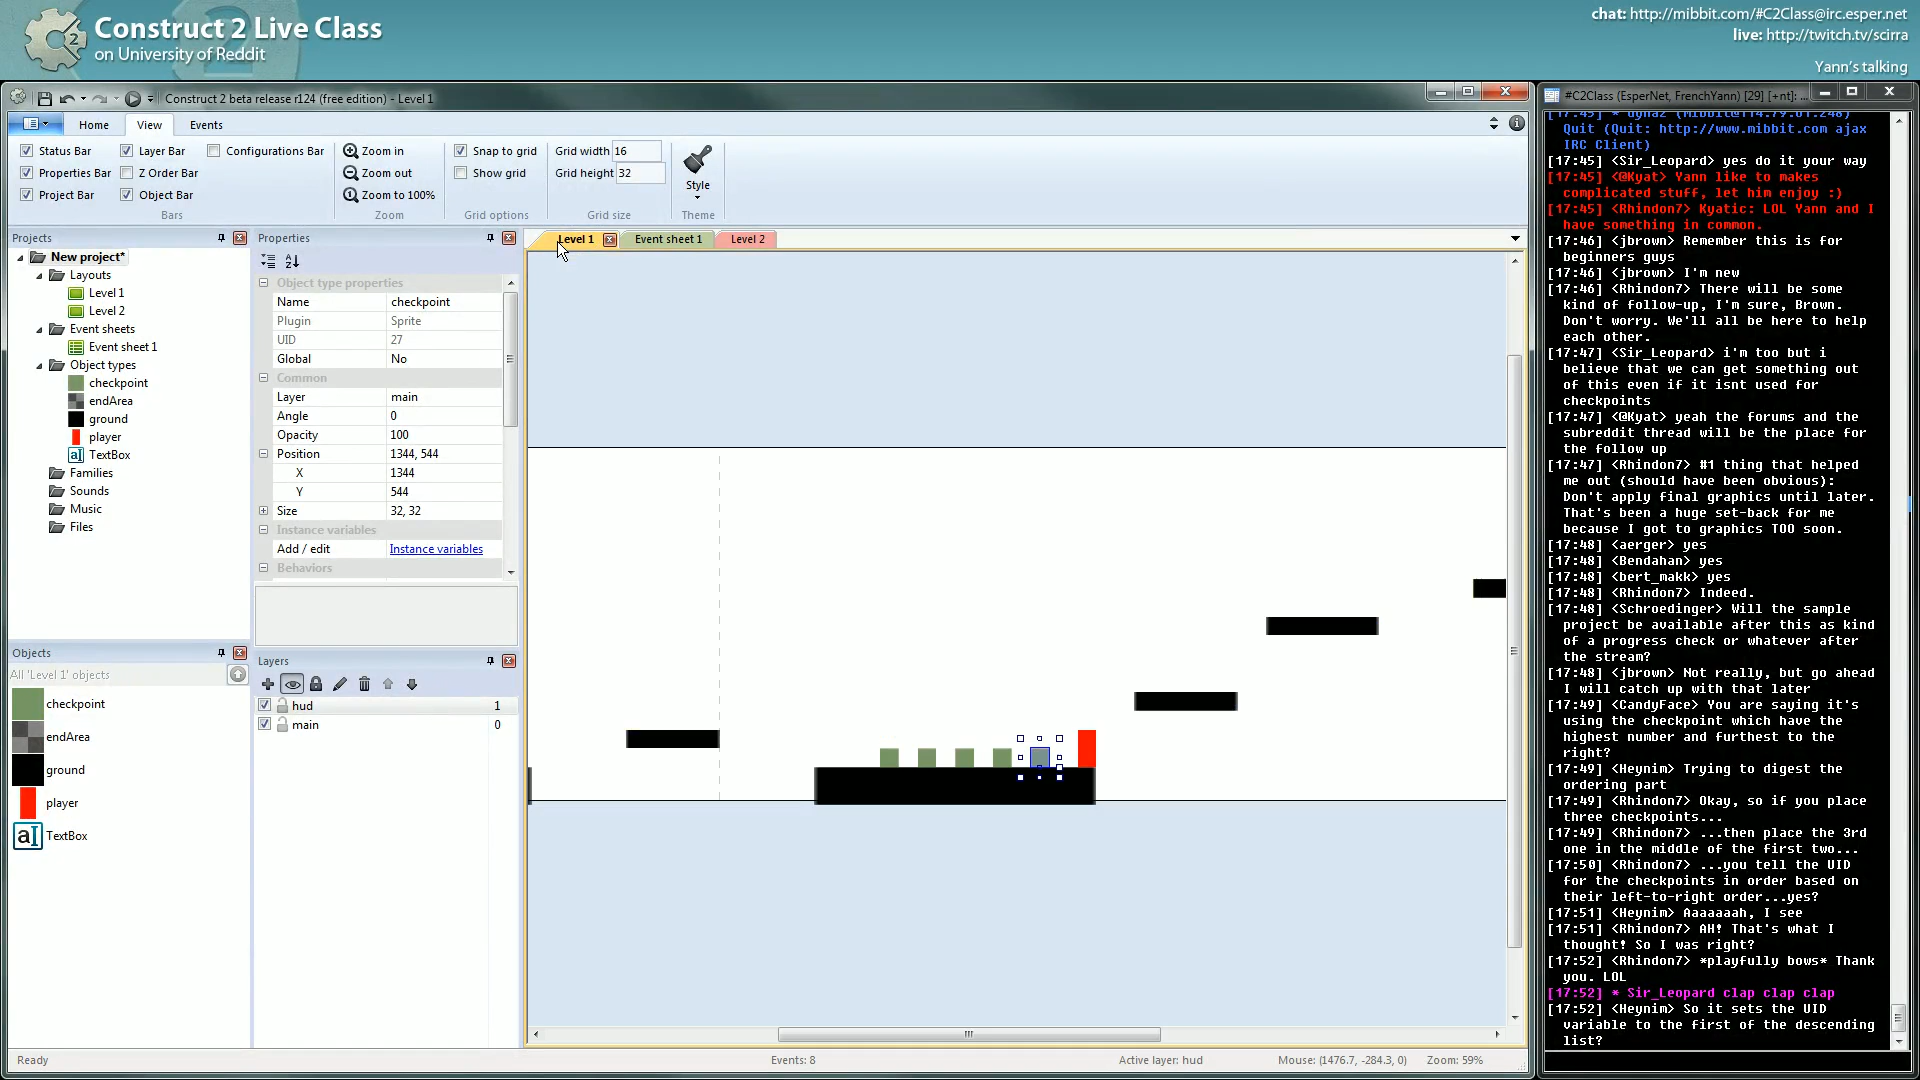 Construct 2 Live Class
on University of Reddit
chat: http://mibbit.com/#C2Class@irc.esper.net
live: http://twitch.tv/scirra
Yann's talking
Construct 2 beta release r124 (free edition) - Level 1
Home View Events
Status Bar Layer Bar Configurations Bar
Properties Bar Z Order Bar
Project Bar Object Bar
Bars
Zoom in
Zoom out
Zoom to 100%
Zoom
Snap to grid
Show grid
Grid options
Grid width 16
Grid height 32
Grid size
Style
Theme
Projects
New project*
Layouts
Level 1
Level 2
Event sheets
Event sheet 1
Object types
checkpoint
endArea
ground
player
TextBox
Families
Sounds
Music
Files
Objects
All 'Level 1' objects
checkpoint
endArea
ground
player
TextBox
Properties
Object type properties
Name checkpoint
Plugin Sprite
UID 27
Global No
Common
Layer main
Angle 0
Opacity 100
Position 1344, 544
X 1344
Y 544
Size 32, 32
Instance variables
Add / edit Instance variables
Behaviors
Layers
hud 1
main 0
Level 1 Event sheet 1 Level 2
Ready Events: 8 Active layer: hud Mouse: (1476.7, -284.3, 0) Zoom: 59%
#C2Class (EsperNet, FrenchYann) [29] [+nt]: ...
Quit (Quit: http://www.mibbit.com ajax
IRC Client)
[17:45] <Sir_Leopard> yes do it your way
[17:45] <@Kyat> Yann like to makes
complicated stuff, let him enjoy :)
[17:45] <Rhindon7> Kyatic: LOL Yann and I
have something in common.
[17:46] <jbrown> Remember this is for
beginners guys
[17:46] <jbrown> I'm new
[17:46] <Rhindon7> There will be some
kind of follow-up, I'm sure, Brown.
Don't worry. We'll all be here to help
each other.
[17:47] <Sir_Leopard> i'm too but i
believe that we can get something out
of this even if it isnt used for
checkpoints
[17:47] <@Kyat> yeah the forums and the
subreddit thread will be the place for
the follow up
[17:47] <Rhindon7> #1 thing that helped
me out (should have been obvious):
Don't apply final graphics until later.
That's been a huge set-back for me
because I got to graphics TOO soon.
[17:48] <aerger> yes
[17:48] <Bendahan> yes
[17:48] <bert_makk> yes
[17:48] <Rhindon7> Indeed.
[17:48] <Schroedinger> Will the sample
project be available after this as kind
of a progress check or whatever after
the stream?
[17:48] <jbrown> Not really, but go ahead
I will catch up with that later
[17:49] <CandyFace> You are saying it's
using the checkpoint which have the
highest number and furthest to the
right?
[17:49] <Heynim> Trying to digest the
ordering part
[17:49] <Rhindon7> Okay, so if you place
three checkpoints...
[17:49] <Rhindon7> ...then place the 3rd
one in the middle of the first two...
[17:50] <Rhindon7> ...you tell the UID
for the checkpoints in order based on
their left-to-right order...yes?
[17:51] <Heynim> Aaaaaaah, I see
[17:51] <Rhindon7> AH! That's what I
thought! So I was right?
[17:52] <Rhindon7> *playfully bows* Thank
you. LOL
[17:52] * Sir_Leopard clap clap clap
[17:52] <Heynim> So it sets the UID
variable to the first of the descending
list?